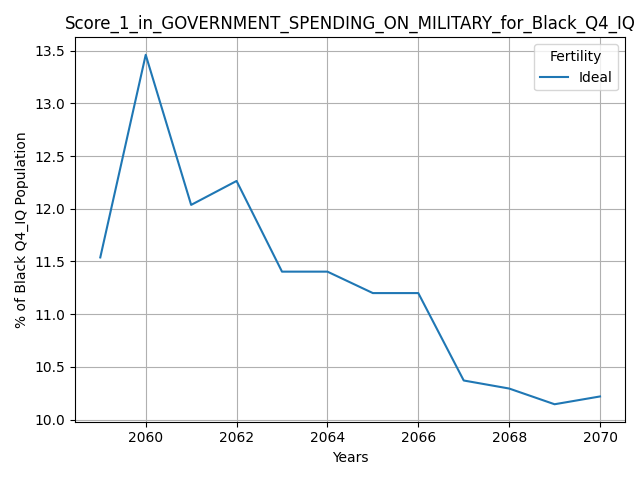 Score_1_in_GOVERNMENT_SPENDING_ON_MILITARY_for_Black_Q4_IQ
Fertility
Ideal
% of Black Q4_IQ Population
13.5
13.0
12.5
12.0
11.5
11.0
10.5
10.0
2060 2062 2064 2066 2068 2070
Years